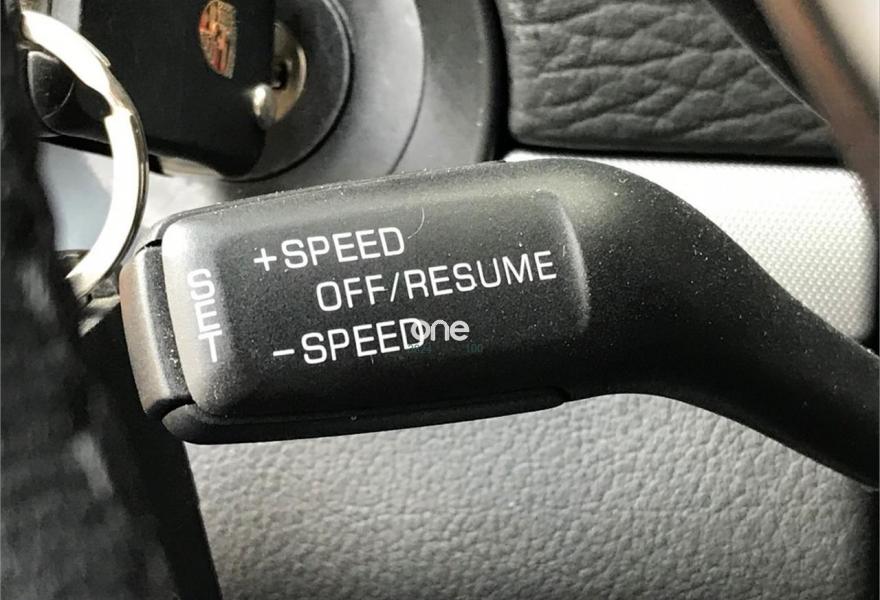 +SPEED
OFF/RESUME
-SPEED
SET
one